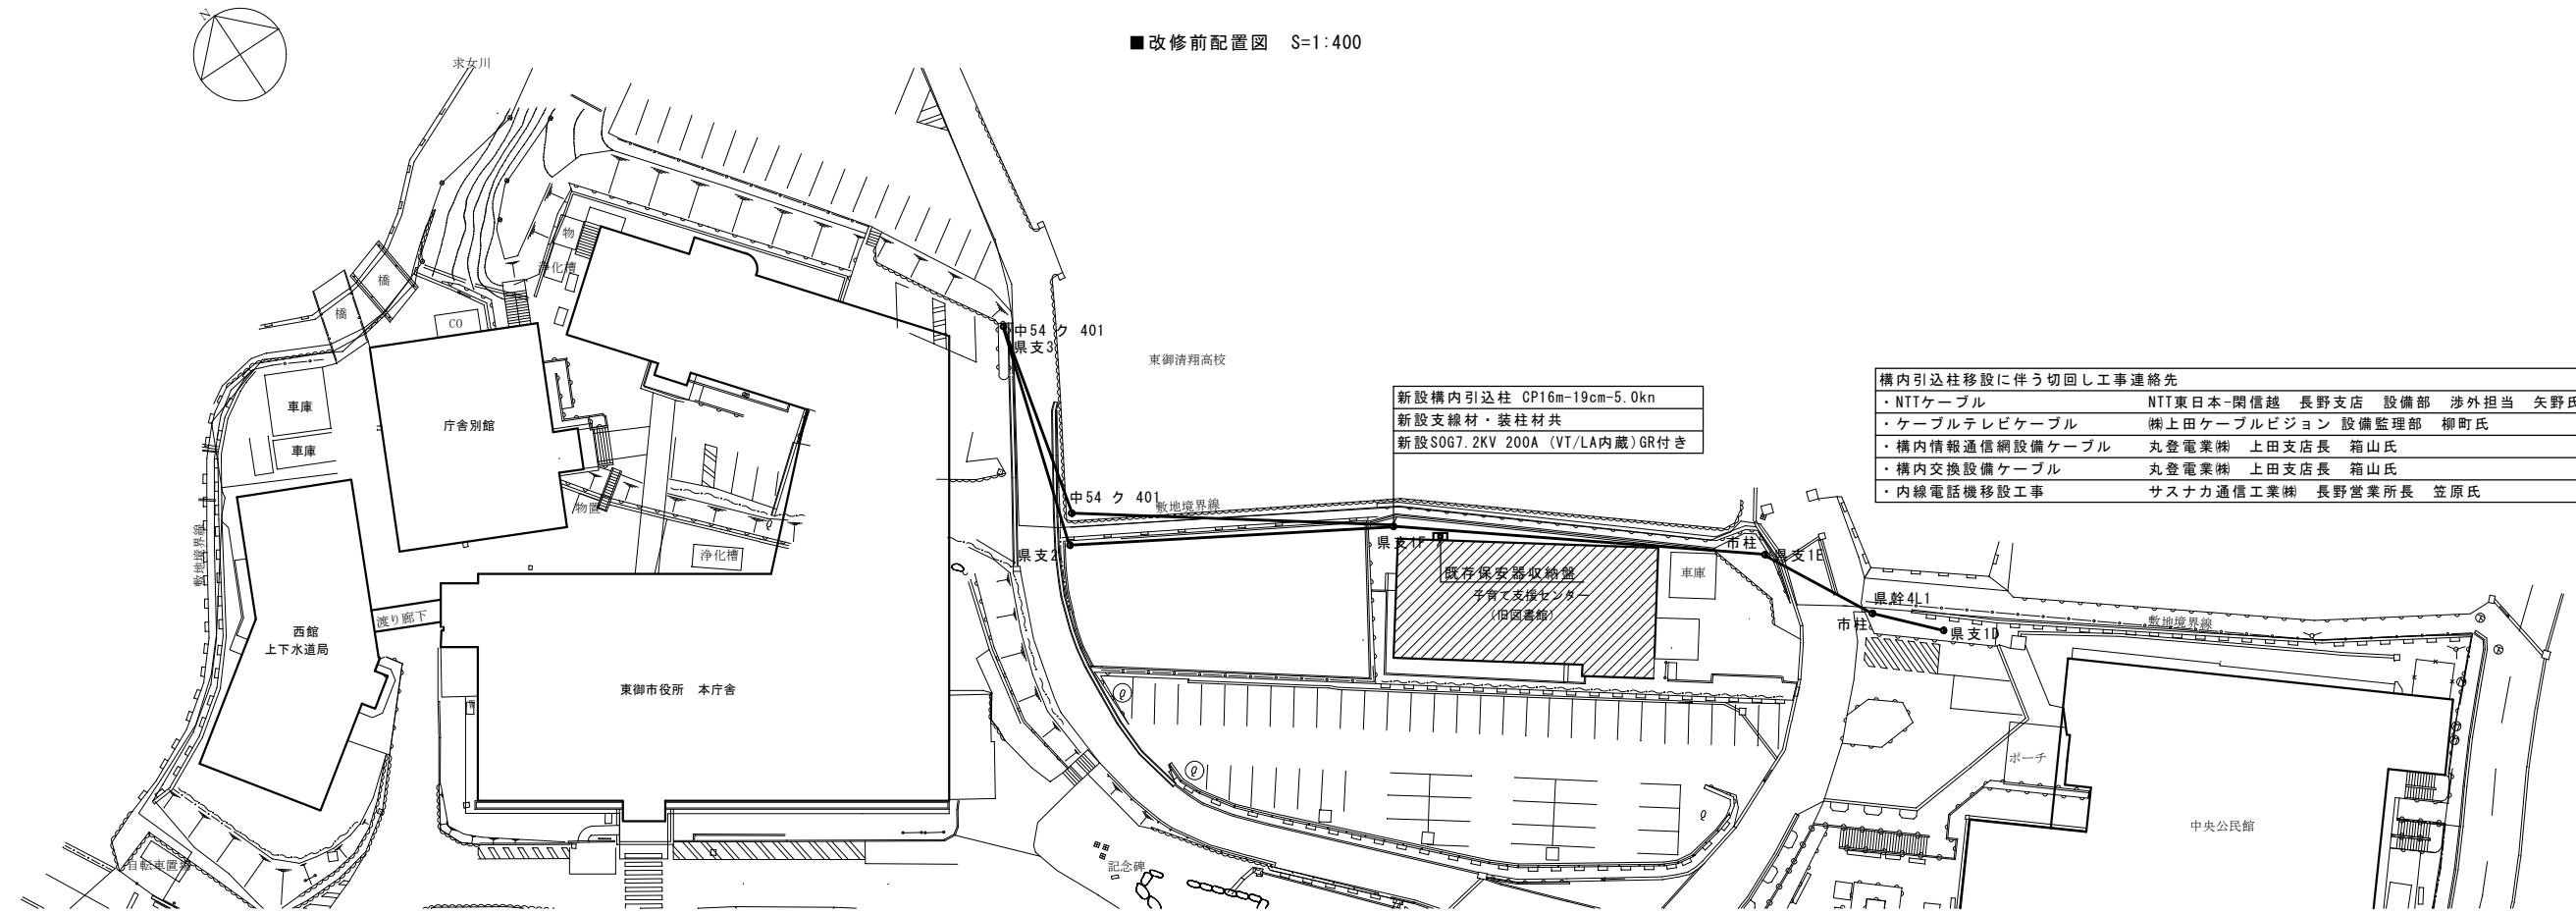 ■改修前配置図　S=1:400
N
求女川
物
浄化槽
橋
橋
CO
車庫
車庫
庁舎別館
物置
浄化槽
敷地境界線
渡り廊下
西館
上下水道局
東御市役所　本庁舎
自転車置場
中54 ク 401
県支3
東御清翔高校
中54 ク 401
敷地境界線
県支2
新設構内引込柱 CP16m-19cm-5.0kn
新設支線材・装柱材共
新設SOG7.2KV 200A (VT/LA内蔵)GR付き
県支1F
既存保安器収納盤
子育て支援センター
(旧図書館)
車庫
市柱
県支1E
県幹4L1
市柱
県支1D
敷地境界線
構内引込柱移設に伴う切回し工事連絡先
・NTTケーブル　NTT東日本-関信越　長野支店　設備部　渉外担当　矢野氏
・ケーブルテレビケーブル　㈱上田ケーブルビジョン 設備監理部　柳町氏
・構内情報通信網設備ケーブル　丸登電業㈱　上田支店長　箱山氏
・構内交換設備ケーブル　丸登電業㈱　上田支店長　箱山氏
・内線電話機移設工事　サスナカ通信工業㈱　長野営業所長　笠原氏
ポーチ
中央公民館
記念碑